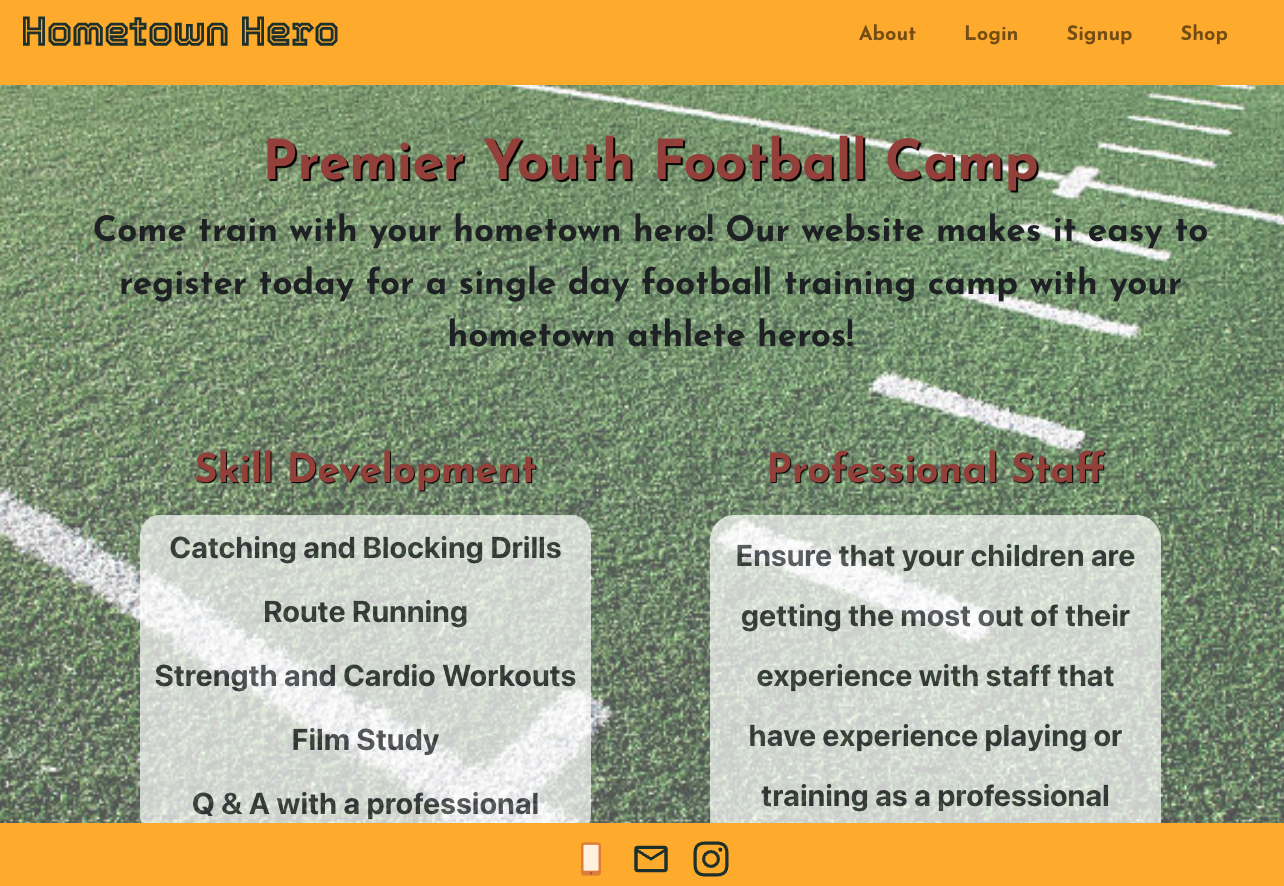 Hometown Hero
About Login Signup Shop
Premier Youth Football Camp
Come train with your hometown hero! Our website makes it easy to
register today for a single day football training camp with your
hometown athlete heros!
Skill Development
Catching and Blocking Drills
Route Running
Strength and Cardio Workouts
Film Study
Q & A with a professional
Professional Staff
Ensure that your children are
getting the most out of their
experience with staff that
have experience playing or
training as a professional